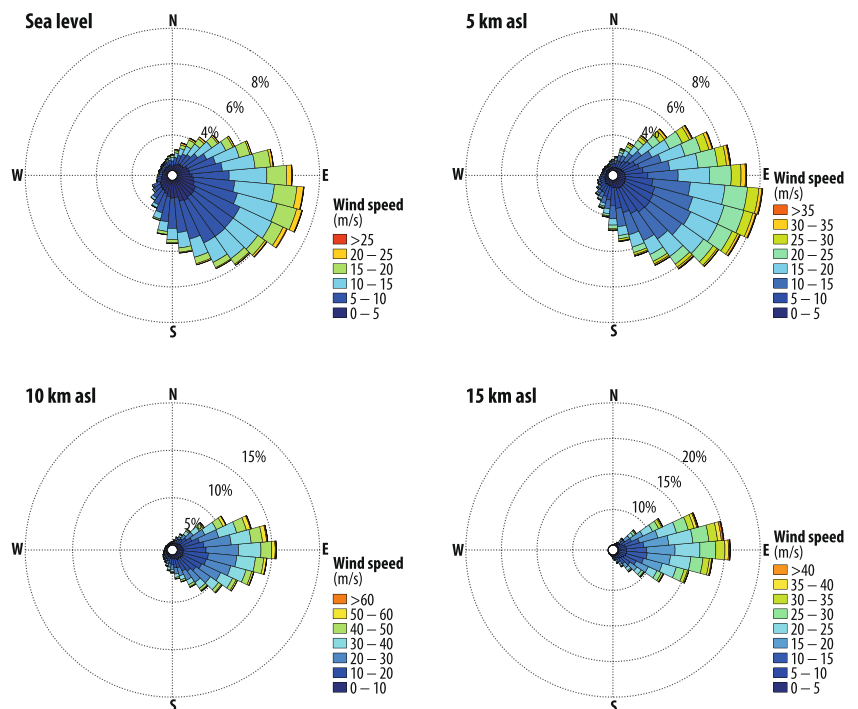 Sea level
N
8%
6%
4%
W
E
S
Wind speed
(m/s)
>25
20 – 25
15 – 20
10 – 15
5 – 10
0 – 5
5 km asl
N
8%
6%
4%
W
E
S
Wind speed
(m/s)
>35
30 – 35
25 – 30
20 – 25
15 – 20
10 – 15
5 – 10
0 – 5
10 km asl
N
15%
10%
5%
W
E
S
Wind speed
(m/s)
>60
50 – 60
40 – 50
30 – 40
20 – 30
10 – 20
0 – 10
15 km asl
N
20%
15%
10%
W
E
S
Wind speed
(m/s)
>40
35 – 40
30 – 35
25 – 30
20 – 25
15 – 20
10 – 15
5 – 10
0 – 5